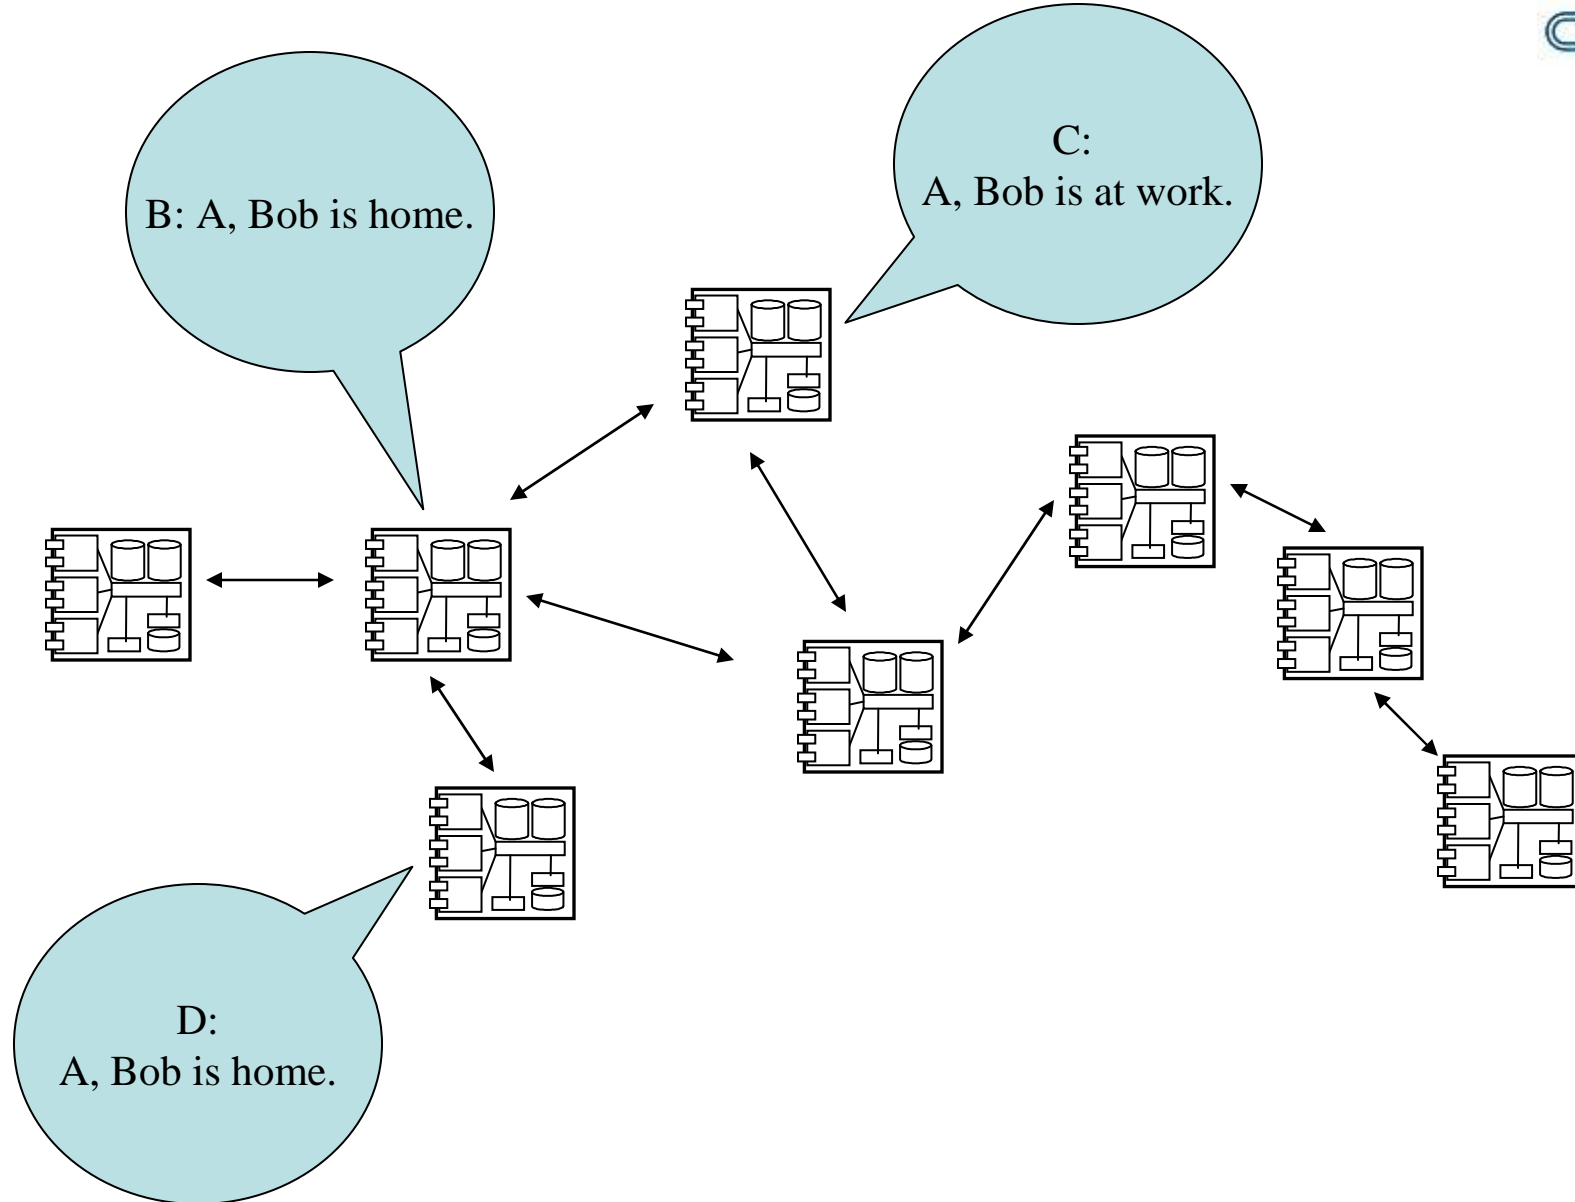 B: A, Bob is home.
C:
A, Bob is at work.
D:
A, Bob is home.